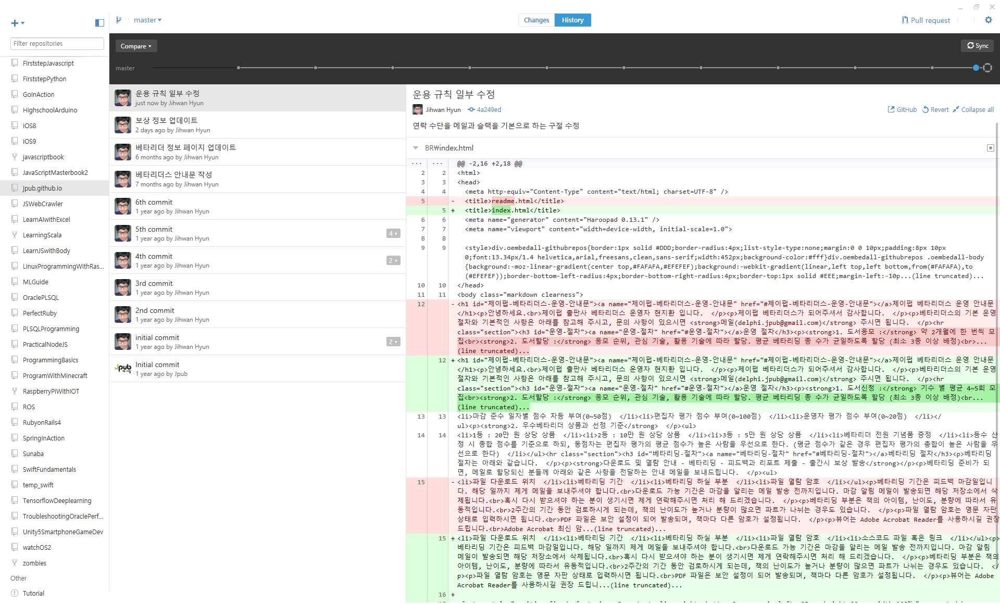 master
Changes
History
Pull request
Filter repositories
Compare
Sync
master
FirststepJavascript
FirststepPython
GoInAction
HighschoolArduino
iOS8
iOS9
javascriptbook
JavaScriptMasterbook2
jpub.github.io
JSWebCrawler
LearnAIwithExcel
LearningScala
LearnJSwithBody
LinuxProgrammingWithRas...
MLGuide
OraclePLSQL
PerfectRuby
PLSQLProgramming
PracticalNodeJS
ProgrammingBasics
ProgramWithMinecraft
RaspberryPiWithIOT
ROS
RubyonRails4
SpringInAction
Sunaba
SwiftFundamentals
temp_swift
TensorflowDeeplearning
TroubleshootingOraclePerf...
Unity5SmartphoneGameDev
watchOS2
zombies
Other
Tutorial
운용 규칙 일부 수정
just now by Jihwan Hyun
보상 정보 업데이트
2 days ago by Jihwan Hyun
베타리더 정보 페이지 업데이트
6 months ago by Jihwan Hyun
베타리더스 안내문 작성
7 months ago by Jihwan Hyun
6th commit
1 year ago by Jihwan Hyun
5th commit
1 year ago by Jihwan Hyun
4
4th commit
1 year ago by Jihwan Hyun
2
3rd commit
1 year ago by Jihwan Hyun
2nd commit
1 year ago by Jihwan Hyun
initial commit
1 year ago by Jihwan Hyun
2
Jpub
제이펍
Initial commit
1 year ago by Jpub
운용 규칙 일부 수정
Jihwan Hyun 4a249ed
GitHub Revert Collapse all
연락 수단을 메일과 슬랙을 기본으로 하는 구절 수정
BR₩index.html
... ... @@ -2,16 +2,18 @@
2 2 <html>
3 3 <head>
4 4 <meta http-equiv="Content-Type" content="text/html; charset=UTF-8" />
5 - <title>readme.html</title>
5 + <title>index.html</title>
6 6 <meta name="generator" content="Haroopad 0.13.1" />
7 7 <meta name="viewport" content="width=device-width, initial-scale=1.0">
8 8
9 9 <style>div.oembedall-githubrepos{border:1px solid #DDD;border-radius:4px;list-style-type:none;margin:0 0 10px;padding:8px 10px
0;font:13.34px/1.4 helvetica,arial,freesans,clean,sans-serif;width:452px;background-color:#fff}div.oembedall-githubrepos .oembedall-body
{background:-moz-linear-gradient(center top,#FAFAFA,#EFEFEF);background:-webkit-gradient(linear,left top,left bottom,from(#FAFAFA),to
(#EFEFEF));border-bottom-left-radius:4px;border-bottom-right-radius:4px;border-top:1px solid #EEE;margin-left:-10p...(line truncated)...
10 10 </head>
11 11 <body class="markdown clearness">
12 - <h1 id="제이펍-베타리더스-운영-안내문"><a name="제이펍-베타리더스-운영-안내문" href="#제이펍-베타리더스-운영-안내문"></a>제이펍 베타리더스 운영 안내문
</h1><p>안녕하세요.<br>제이펍 출판사 베타리더스 운영자 현지환 입니다. </p><p>제이펍 베타리더스가 되어주셔서 감사합니다. </p><p>베타리더스의 기본 운영
절차와 기본적인 사항은 아래를 참고해 주시고, 문의 사항이 있으시면 <strong>메일(delphi.jpub@gmail.com)</strong> 주시면 됩니다. </p><hr
class="section"><h3 id="운영-절차"><a name="운영-절차" href="#운영-절차"></a>운영 절차</h3><p><strong>1. 도서응모 :</strong> 약 2개월에 한 번씩 모
집<br><strong>2. 도서할당 :</strong> 응모 순위, 관심 기술, 활용 기술에 따라 할당. 평균 베타리딩 종 수가 균일하도록 할당 (최소 3종 이상 배정)<br>...
(line truncated)...
12 + <h1 id="제이펍-베타리더스-운영-안내문"><a name="제이펍-베타리더스-운영-안내문" href="#제이펍-베타리더스-운영-안내문"></a>제이펍 베타리더스 운영 안내문
</h1><p>안녕하세요.<br>제이펍 출판사 베타리더스 운영자 현지환 입니다. </p><p>제이펍 베타리더스가 되어주셔서 감사합니다. </p><p>베타리더스의 기본 운영
절차와 기본적인 사항은 아래를 참고해 주시고, 문의 사항이 있으시면 <strong>메일(delphi.jpub@gmail.com)</strong> 주시면 됩니다. </p><hr
class="section"><h3 id="운영-절차"><a name="운영-절차" href="#운영-절차"></a>운영 절차</h3><p><strong>1. 도서신청 :</strong> 기수 별 평균 4~5회 모
집<br><strong>2. 도서할당 :</strong> 응모 순위, 관심 기술, 활용 기술에 따라 할당. 평균 베타리딩 종 수가 균일하도록 할당 (최소 3종 이상 배정)<br...
(line truncated)...
13 13 <li>마감 준수 일자별 점수 차등 부여(0~50점) </li><li>편집자 평가 점수 부여(0~100점) </li><li>운영자 평가 점수 부여(0~20점) </li></
ul><p><strong>2. 우수베타리더 상품과 선정 기준</strong> </p><ul>
14 14 <li>1등 : 20만 원 상당 상품 </li><li>2등 : 10만 원 상당 상품 </li><li>3등 : 5만 원 상당 상품 </li><li>베타리더 전원 기념품 증정 </li><li>등수 산
정 시 종합 점수를 기준으로 하되, 동점자는 편집자 평가의 평균 점수가 높은 사람을 우선으로 한다. (평균 점수가 같은 경우 편집자 평가의 총합이 높은 사람을 우
선으로 한다) </li></ul><hr class="section"><h3 id="베타리딩-절차"><a name="베타리딩-절차" href="#베타리딩-절차"></a>베타리딩 절차</h3><p>베타리딩
절차는 아래와 같습니다. </p><p><strong>다운로드 및 열람 안내 - 베타리딩 - 피드백과 리포트 제출 - 출간시 보상 발송</strong></p><p>베타리딩 준비가 되
면, 메일로 할당되신 분들께 아래와 같은 사항을 전달하는 안내 메일을 보내드립니다. </p><ul>
15 - <li>파일 다운로드 위치 </li><li>베타리딩 기간 </li><li>베타리딩 하실 부분 </li><li>파일 열람 암호 </li></ul><p>베타리딩 기간은 피드백 마감일입니
다. 해당 일까지 제게 메일을 보내주셔야 합니다.<br>다운로드 가능 기간은 마감을 알리는 메일 발송 전까지입니다. 마감 알림 메일이 발송되면 해당 저장소에서 삭
제됩니다.<br>혹시 다시 받으셔야 하는 분이 생기시면 제게 연락해주시면 처리 해 드리겠습니다. </p><p>베타리딩 부분은 책의 아이템, 난이도, 분량에 따라서 유
동적입니다.<br>2주간의 기간 동안 검토하시게 되는데, 책의 난이도가 높거나 분량이 많으면 파트가 나뉘는 경우도 있습니다. </p><p>파일 열람 암호는 영문 자판
상태로 입력하시면 됩니다.<br>PDF 파일은 보안 설정이 되어 발송되며, 책마다 다른 암호가 설정됩니다. </p><p>뷰어는 Adobe Acrobat Reader를 사용하시길 권장
드립니다.<br>Adobe Acrobat 최신 암...(line truncated)...
15 + <li>파일 다운로드 위치 </li><li>베타리딩 기간 </li><li>베타리딩 하실 부분 </li><li>파일 열람 암호 </li><li>소스코드 파일 혹은 링크 </li></ul><p>
베타리딩 기간은 피드백 마감일입니다. 해당 일까지 제게 메일을 보내주셔야 합니다.<br>다운로드 가능 기간은 마감을 알리는 메일 발송 전까지입니다. 마감 알림
메일이 발송되면 해당 저장소에서 삭제됩니다.<br>혹시 다시 받으셔야 하는 분이 생기시면 제게 연락해주시면 처리 해 드리겠습니다. </p><p>베타리딩 부분은 책의
아이템, 난이도, 분량에 따라서 유동적입니다.<br>2주간의 기간 동안 검토하시게 되는데, 책의 난이도가 높거나 분량이 많으면 파트가 나뉘는 경우도 있습니다. </
p><p>파일 열람 암호는 영문 자판 상태로 입력하시면 됩니다.<br>PDF 파일은 보안 설정이 되어 발송되며, 책마다 다른 암호가 설정됩니다. </p><p>뷰어는 Adobe
Acrobat Reader를 사용하시길 권장 드립니...(line truncated)...
16 +